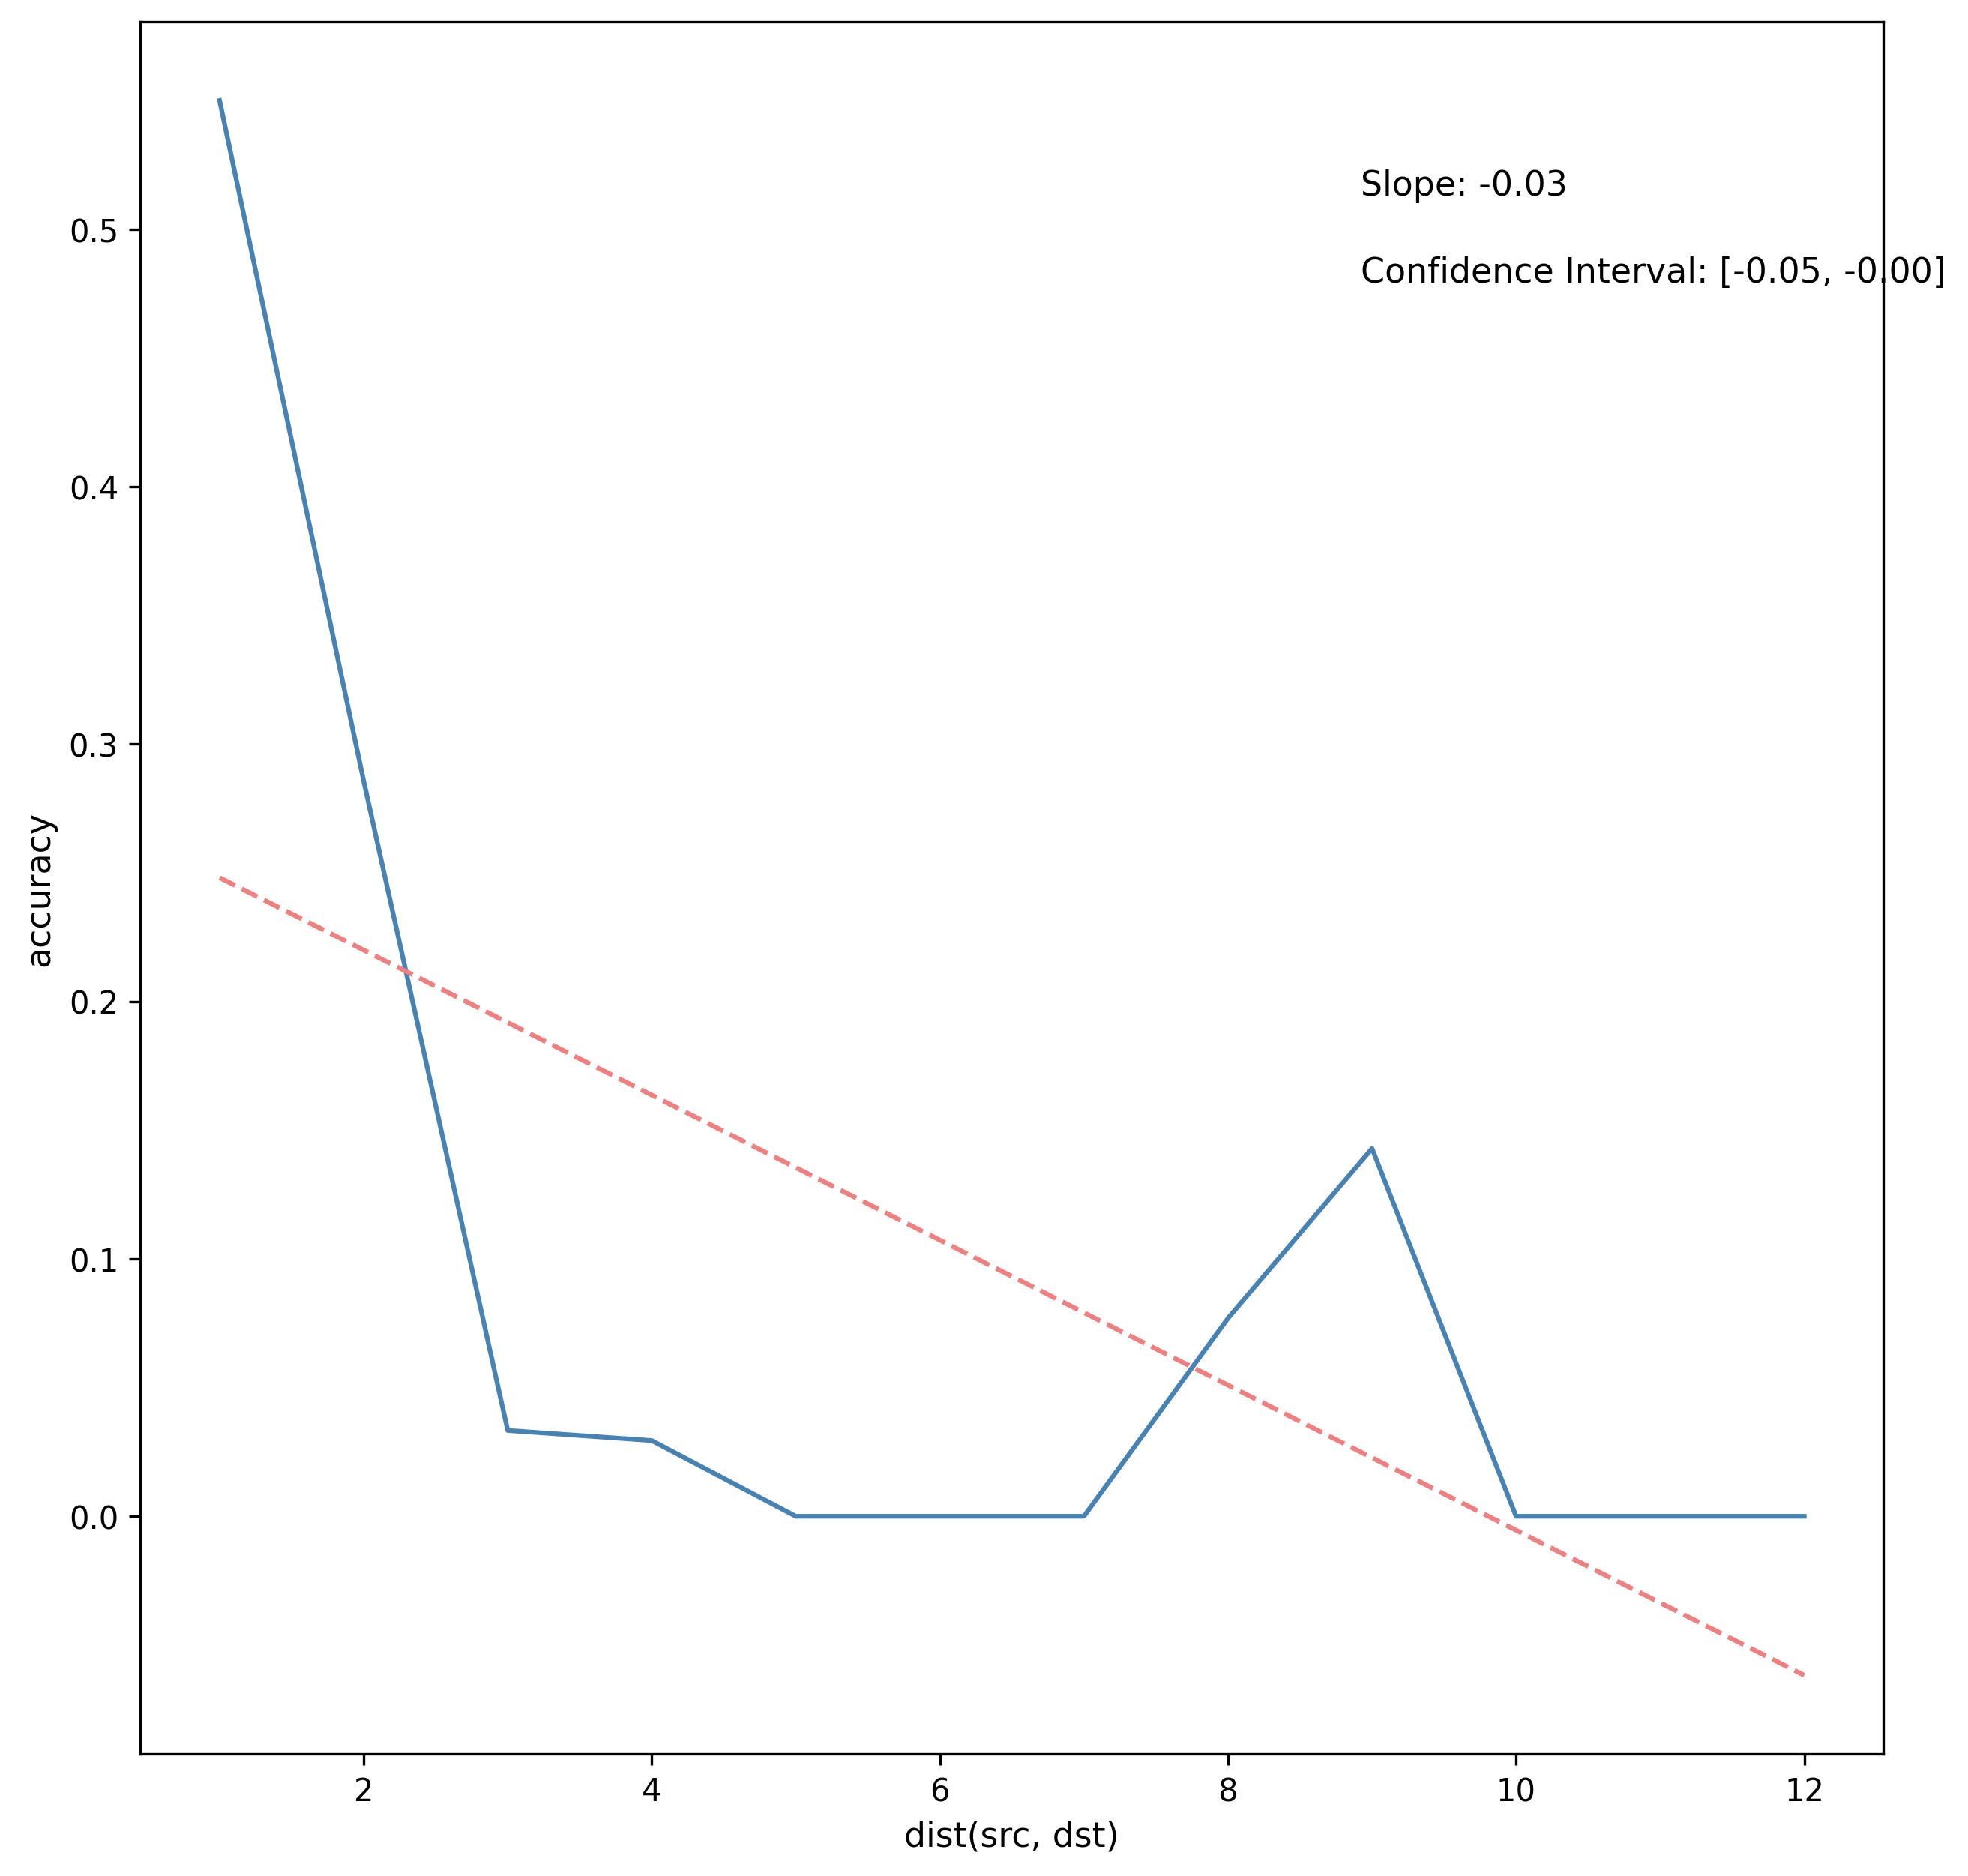 Slope: -0.03
Confidence Interval: [-0.05, -0.00]
0.5
0.4
0.3
0.2
0.1
0.0
accuracy
2 4 6 8 10 12
dist(src, dst)